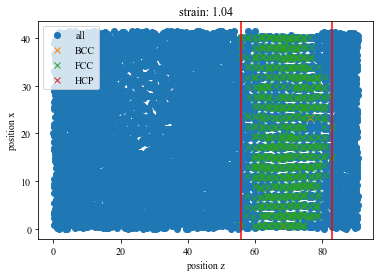 strain: 1.04
40
30
20
10
0
position x
all
BCC
FCC
HCP
0
20
40
60
80
position z